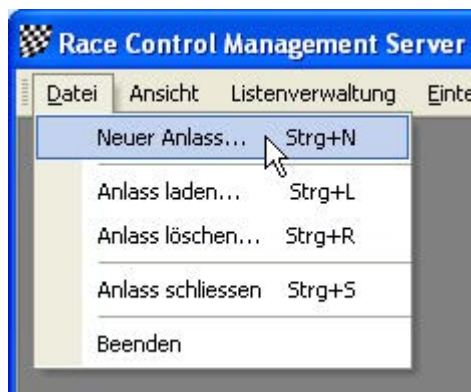 Race Control Management Server
Datei Ansicht Listenverwaltung
Neuer Anlass... Strg+N
Anlass laden... Strg+L
Anlass löschen... Strg+R
Anlass schliessen Strg+S
Beenden